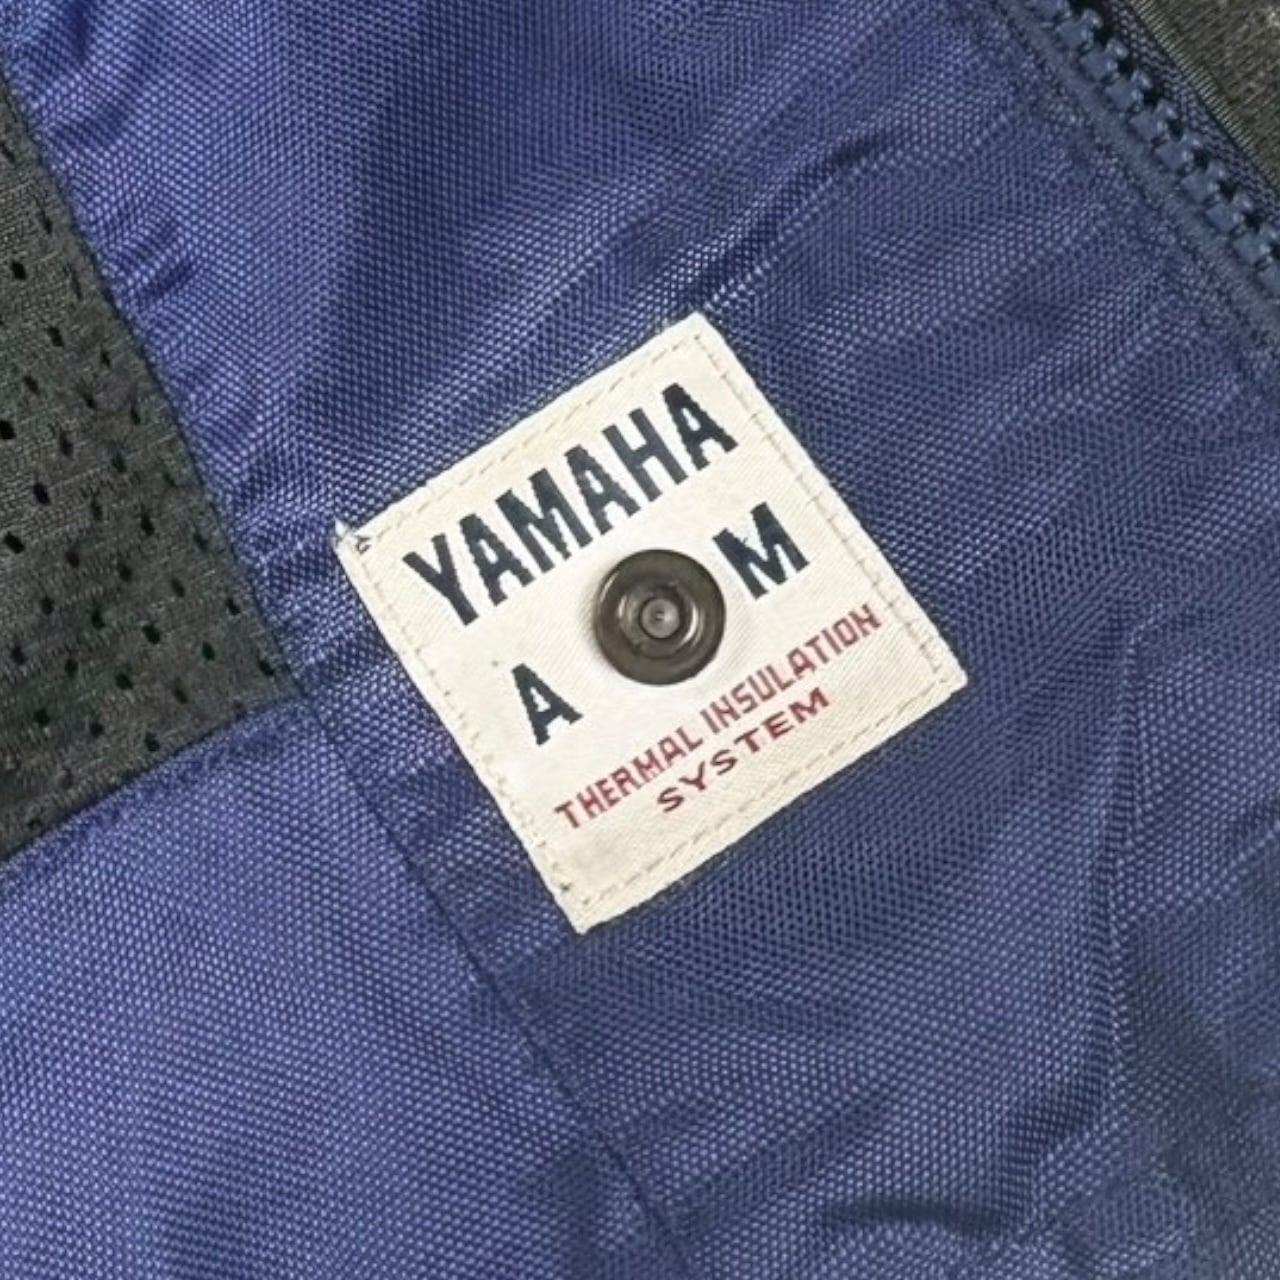 YAMAHA
A M
THERMAL INSULATION
SYSTEM